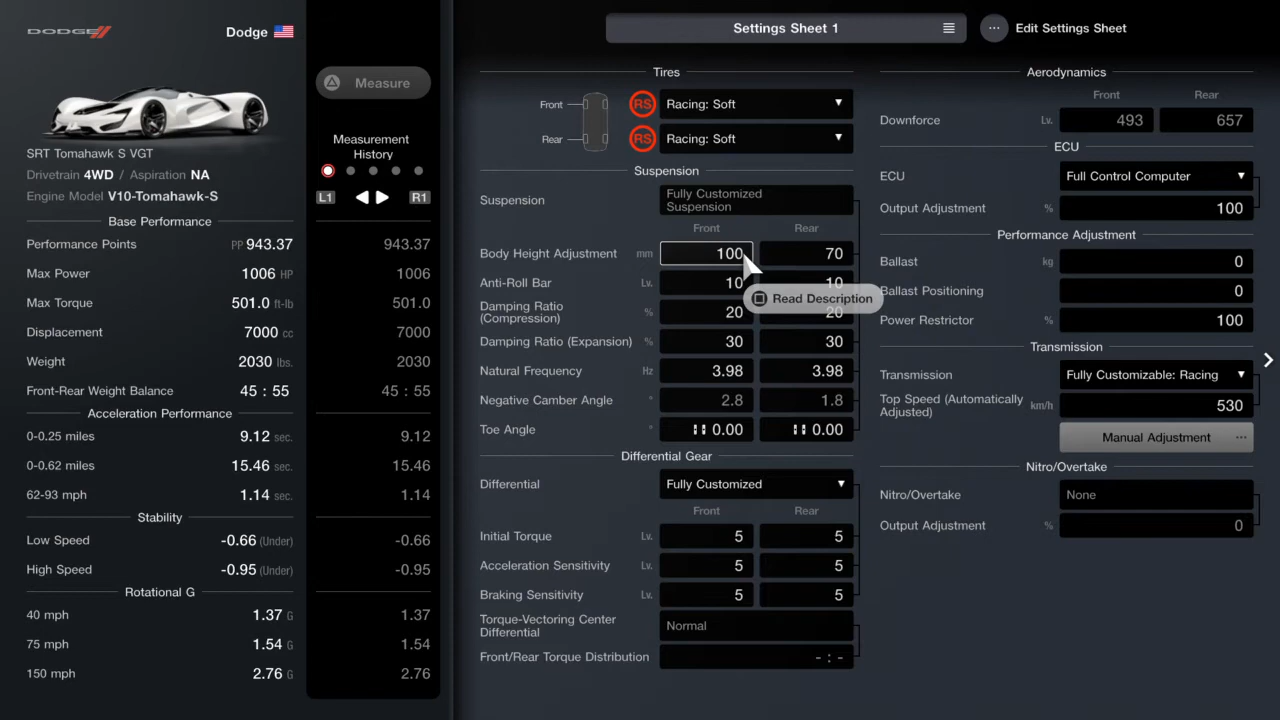 DODGE
Dodge
SRT Tomahawk S VGT
Drivetrain 4WD / Aspiration NA
Engine Model V10-Tomahawk-S
Base Performance
Performance Points PP 943.37
Max Power 1006 HP
Max Torque 501.0 ft-lb
Displacement 7000 cc
Weight 2030 lbs.
Front-Rear Weight Balance 45 : 55
Acceleration Performance
0-0.25 miles 9.12 sec.
0-0.62 miles 15.46 sec.
62-93 mph 1.14 sec.
Stability
Low Speed -0.66 (Under)
High Speed -0.95 (Under)
Rotational G
40 mph 1.37 G
75 mph 1.54 G
150 mph 2.76 G
Measure
Measurement
History
L1 R1
943.37
1006
501.0
7000
2030
45 : 55
9.12
15.46
1.14
-0.66
-0.95
1.37
1.54
2.76
Settings Sheet 1
Edit Settings Sheet
Tires
Front RS Racing: Soft
Rear RS Racing: Soft
Suspension
Suspension Fully Customized
Suspension
Front Rear
Body Height Adjustment mm 100 70
Anti-Roll Bar Lv. 10 10
Read Description
Damping Ratio
(Compression) % 20 20
Damping Ratio (Expansion) % 30 30
Natural Frequency Hz 3.98 3.98
Negative Camber Angle ° 2.8 1.8
Toe Angle ° 0.00 0.00
Differential Gear
Differential Fully Customized
Front Rear
Initial Torque Lv. 5 5
Acceleration Sensitivity Lv. 5 5
Braking Sensitivity Lv. 5 5
Torque-Vectoring Center
Differential Normal
Front/Rear Torque Distribution - : -
Aerodynamics
Front Rear
Downforce Lv. 493 657
ECU
ECU Full Control Computer
Output Adjustment % 100
Performance Adjustment
Ballast kg 0
Ballast Positioning 0
Power Restrictor % 100
Transmission
Transmission Fully Customizable: Racing
Top Speed (Automatically
Adjusted) km/h 530
Manual Adjustment
Nitro/Overtake
Nitro/Overtake None
Output Adjustment % 0